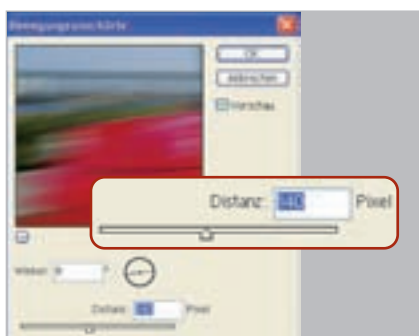 Bewegungsunschärfe
OK
Abbrechen
Vorschau
Distanz: Pixel
Winkel: °
Distanz: Pixel